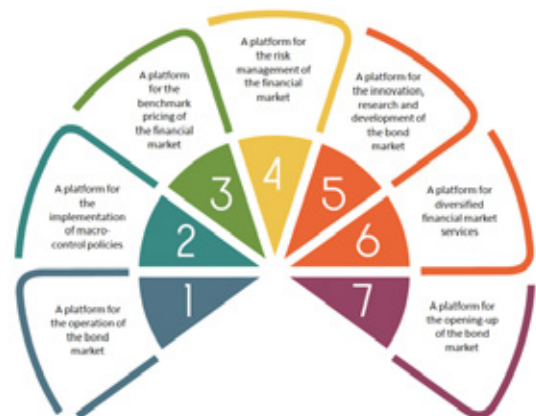 1
A platform for
the operation of
the bond
market
2
A platform for
the
implementation
of macro-
control policies
3
A platform
for the
benchmark
pricing of
the financial
market
4
A platform for
the risk
management of
the financial
market
5
A platform for
the innovation,
research and
development of
the bond
market
6
A platform for
diversified
financial market
services
7
A platform for
the opening-up
of the bond
market